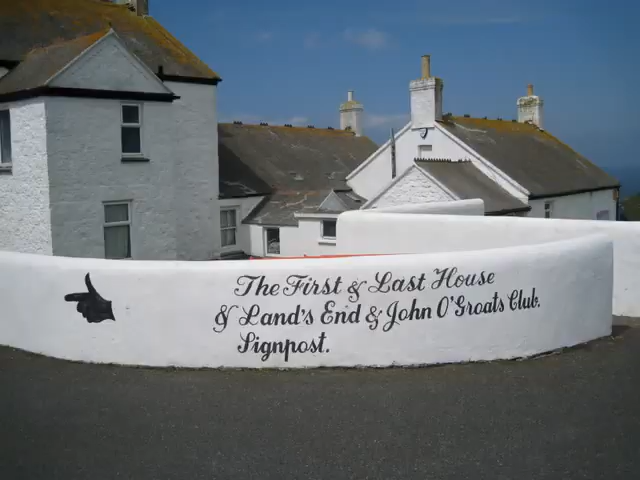 The First & Last House
& Land's End & John O'Groats Club.
Signpost.